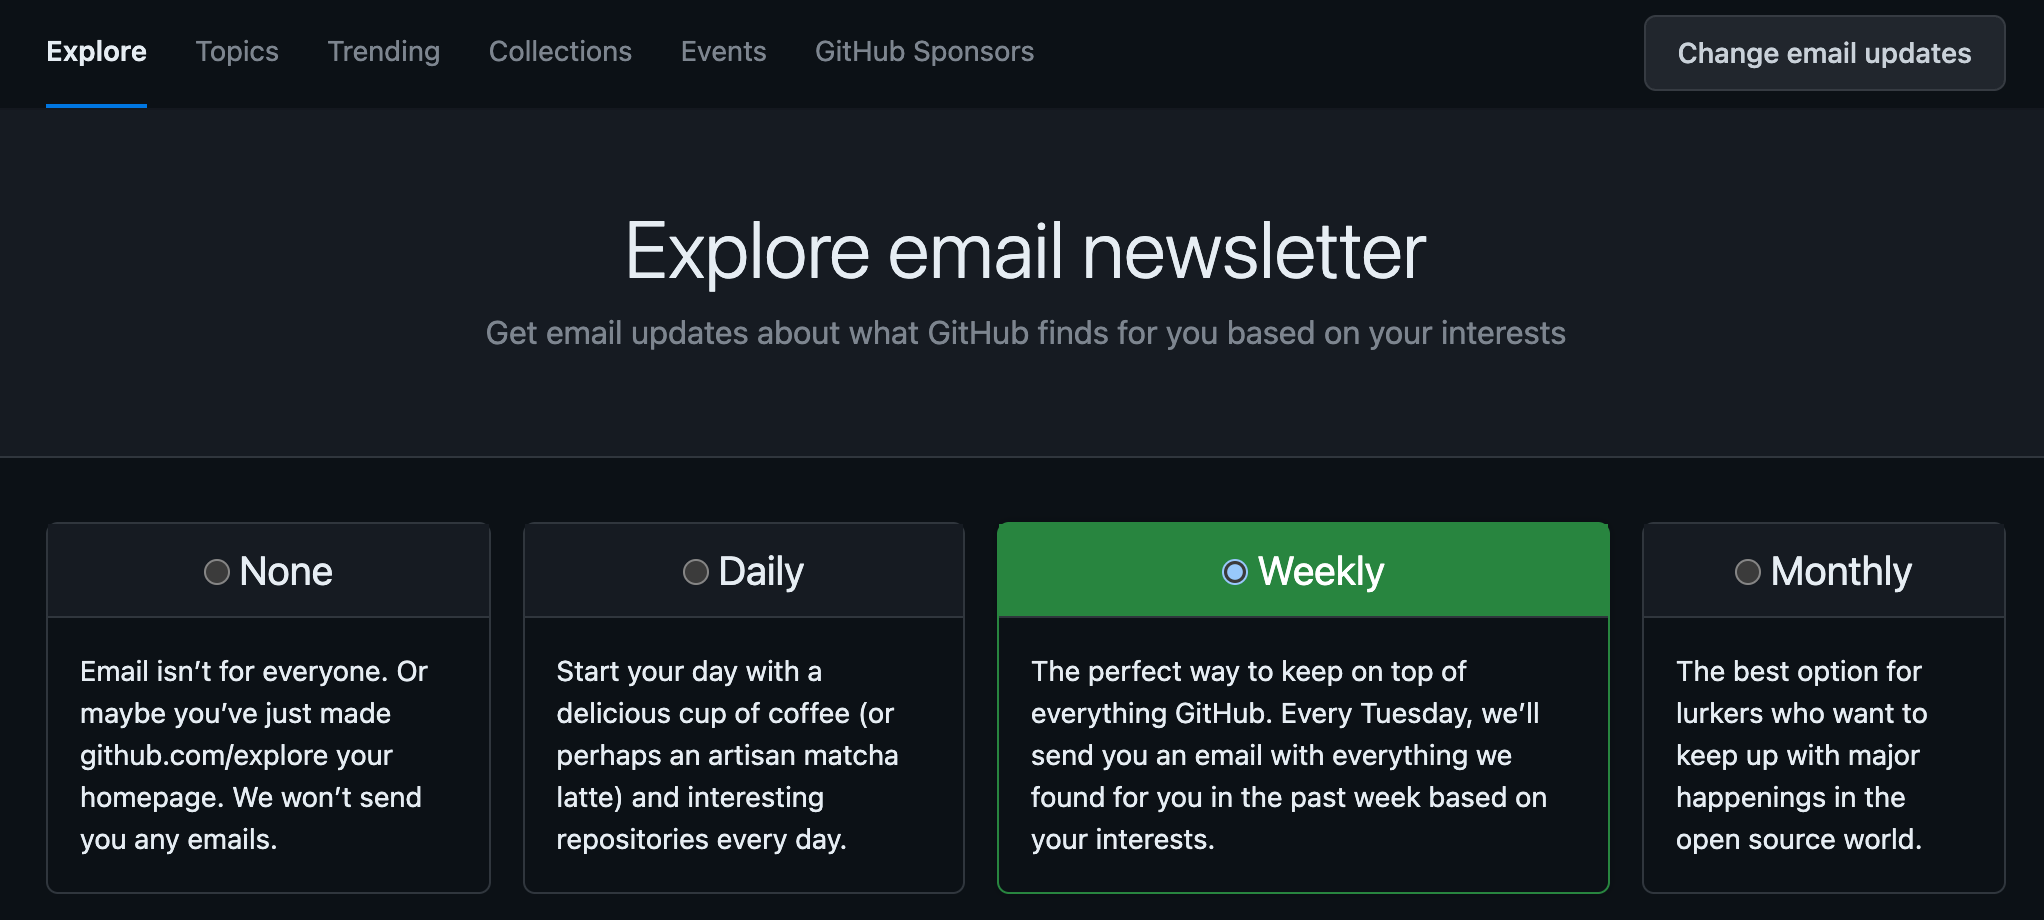 Explore Topics Trending Collections Events GitHub Sponsors Change email updates
Explore email newsletter
Get email updates about what GitHub finds for you based on your interests
None
Email isn’t for everyone. Or
maybe you’ve just made
github.com/explore your
homepage. We won’t send
you any emails.
Daily
Start your day with a
delicious cup of coffee (or
perhaps an artisan matcha
latte) and interesting
repositories every day.
Weekly
The perfect way to keep on top of
everything GitHub. Every Tuesday, we’ll
send you an email with everything we
found for you in the past week based on
your interests.
Monthly
The best option for
lurkers who want to
keep up with major
happenings in the
open source world.